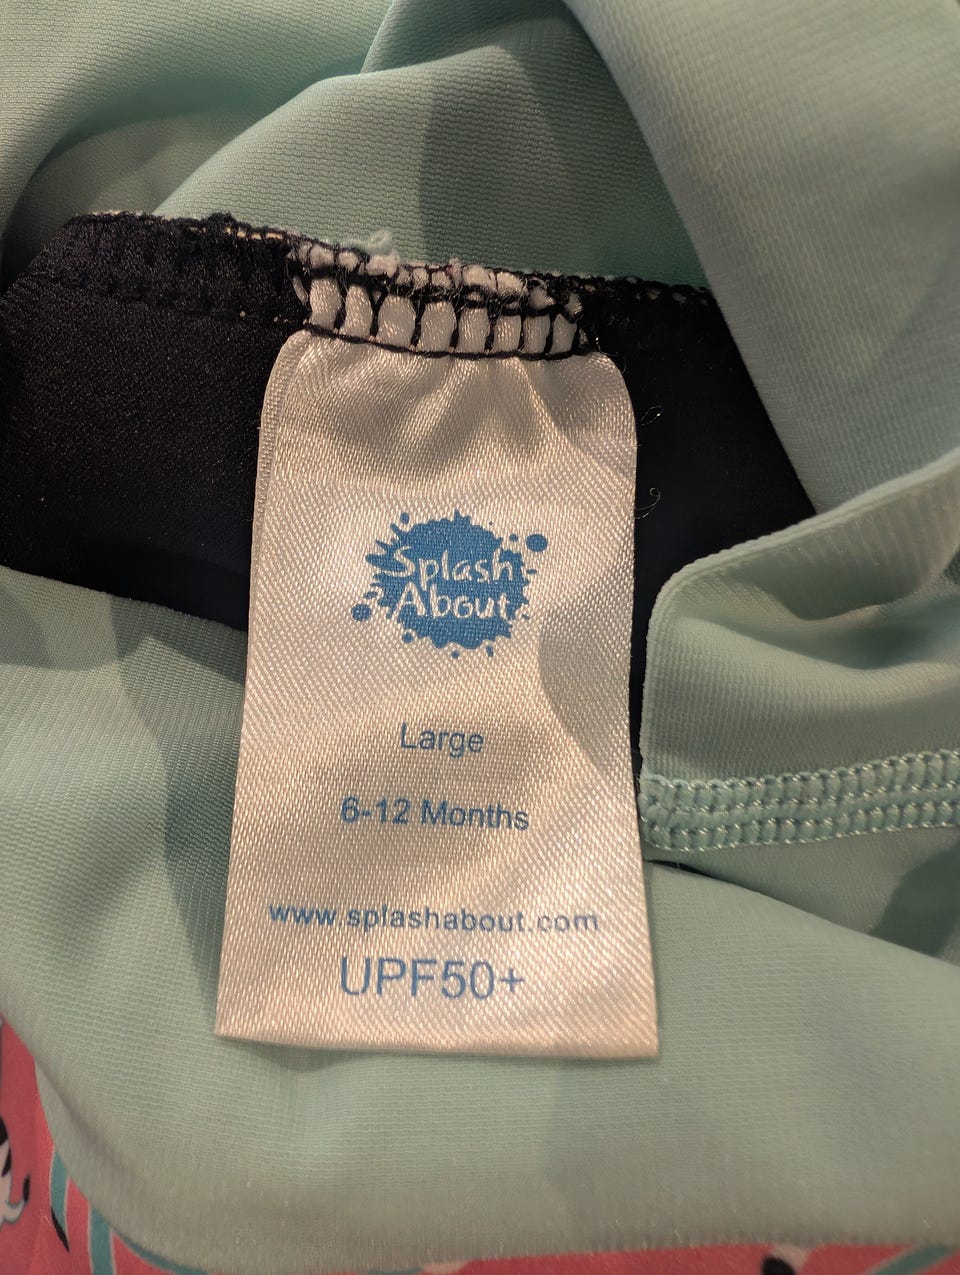 Splash
About
Large
6-12 Months
www.splashabout.com
UPF50+